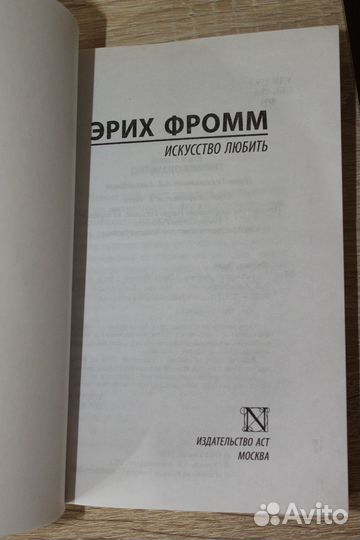 ЭРИХ ФРОММ
ИСКУССТВО ЛЮБИТЬ
N
ИЗДАТЕЛЬСТВО АСТ
МОСКВА
Avito